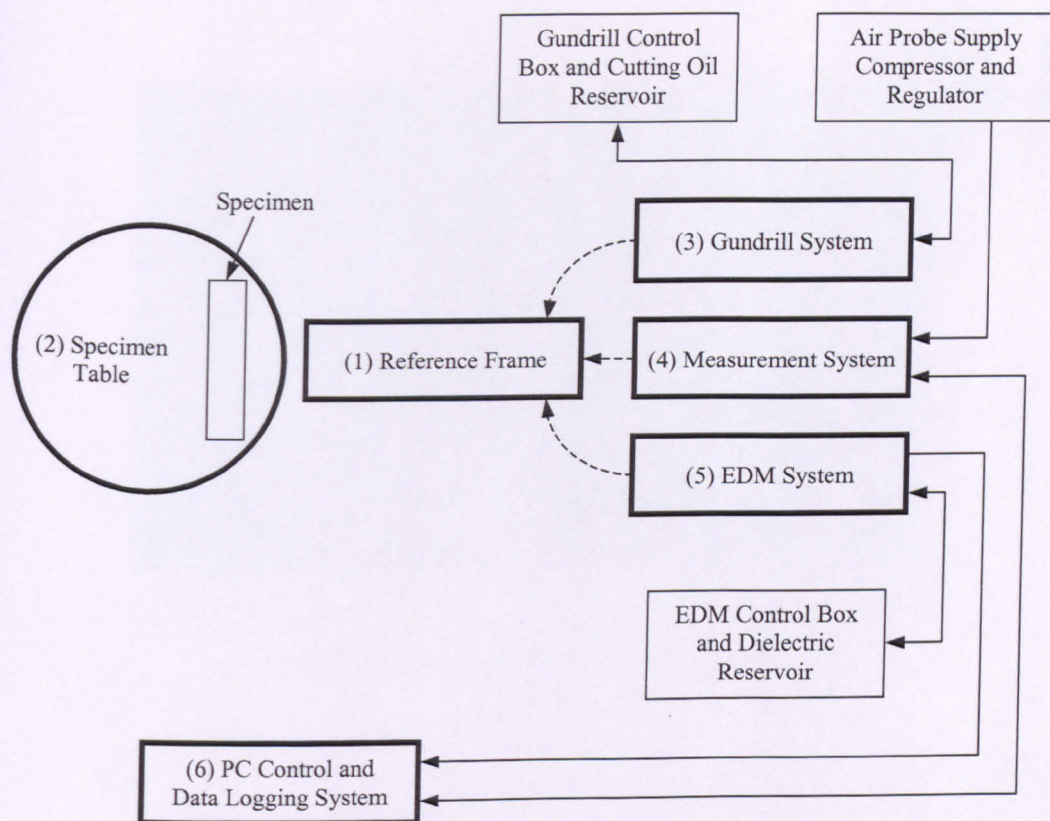 Gundrill Control
Box and Cutting Oil
Reservoir
Air Probe Supply
Compressor and
Regulator
Specimen
(3) Gundrill System
(2) Specimen
Table
(1) Reference Frame
(4) Measurement System
(5) EDM System
EDM Control Box
and Dielectric
Reservoir
(6) PC Control and
Data Logging System